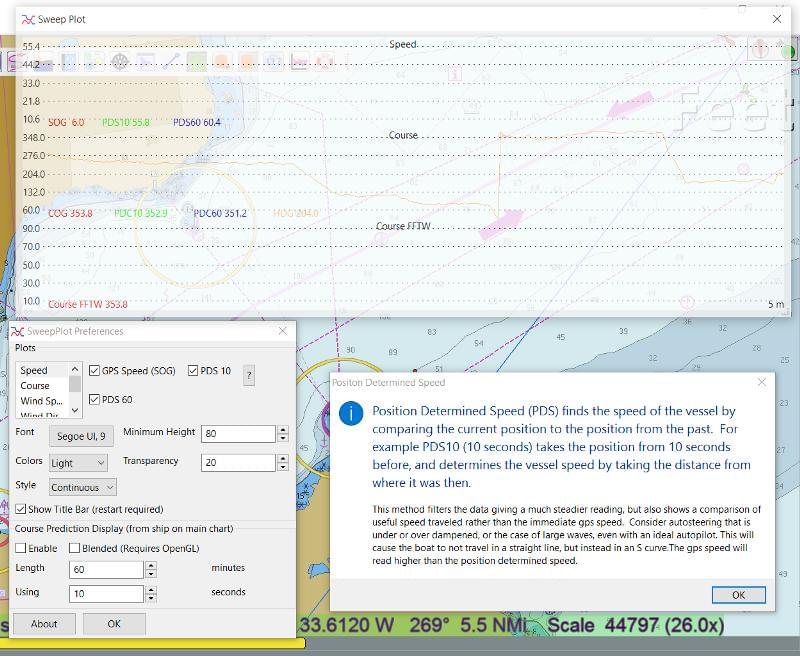 Sweep Plot
55.4
Speed
44.2
33.0
21.8
10.6
SOG 6.0 PDS10 55.8 PDS60 60.4
Feet
348.0
Course
276.0
204.0
132.0
60.0
COG 353.8 PDC10 352.9 PDC60 351.2 HDG 204.0
90.0
Course FFTW
70.0
50.0
30.0
10.0
Course FFTW 353.8
5 m
SweepPlot Preferences
Plots
Speed
Course
Wind Sp...
Wind Dir
GPS Speed (SOG) PDS 10 ?
PDS 60
Font Segoe UI, 9 Minimum Height 80
Colors Light Transparency 20
Style Continuous
Show Title Bar (restart required)
Course Prediction Display (from ship on main chart)
Enable Blended (Requires OpenGL)
Length 60 minutes
Using 10 seconds
About OK
83
54
45
39
36
32
90
89
Positon Determined Speed
Position Determined Speed (PDS) finds the speed of the vessel by
comparing the current position to the position from the past. For
example PDS10 (10 seconds) takes the position from 10 seconds
before, and determines the vessel speed by taking the distance from
where it was then.
This method filters the data giving a much steadier reading, but also shows a comparison of
useful speed traveled rather than the immediate gps speed. Consider autosteering that is
under or over dampened, or the case of large waves, even with an ideal autopilot. This will
cause the boat to not travel in a straight line, but instead in an S curve.The gps speed will
read higher than the position determined speed.
OK
33.6120 W 269° 5.5 NMi Scale 44797 (26.0x)